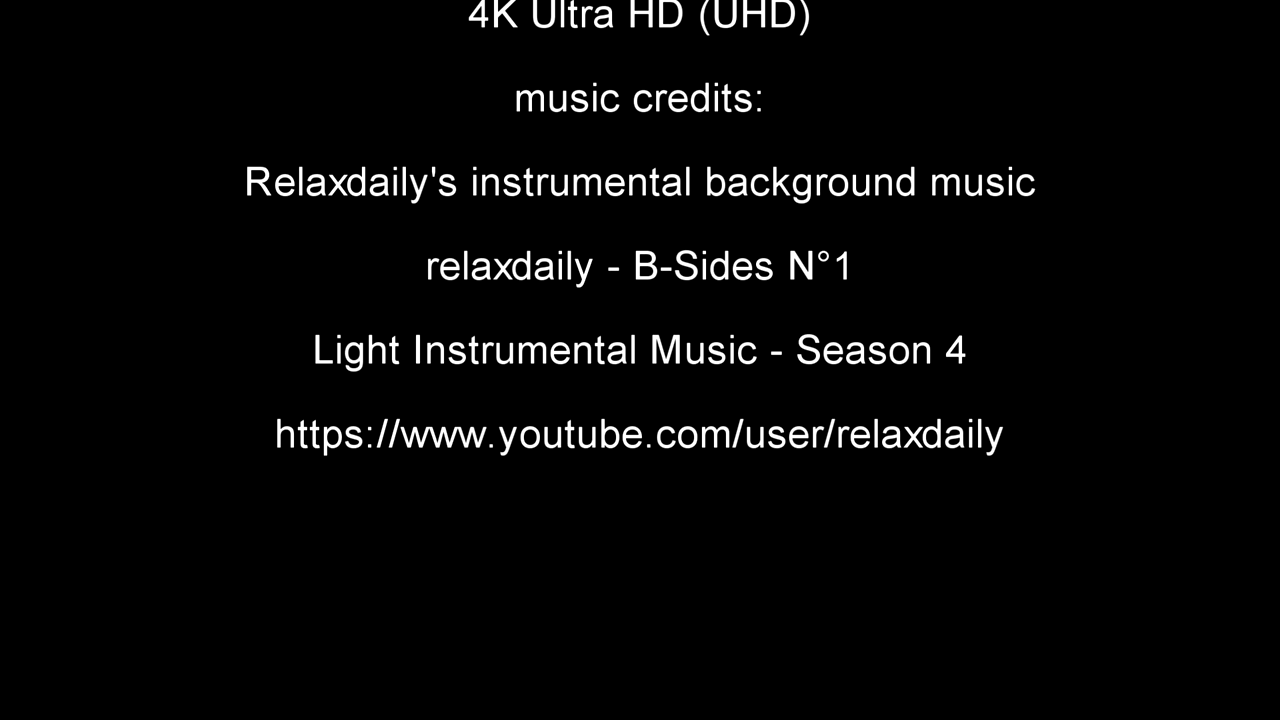 4K Ultra HD (UHD)
music credits:
Relaxdaily's instrumental background music
relaxdaily - B-Sides N°1
Light Instrumental Music - Season 4
https://www.youtube.com/user/relaxdaily